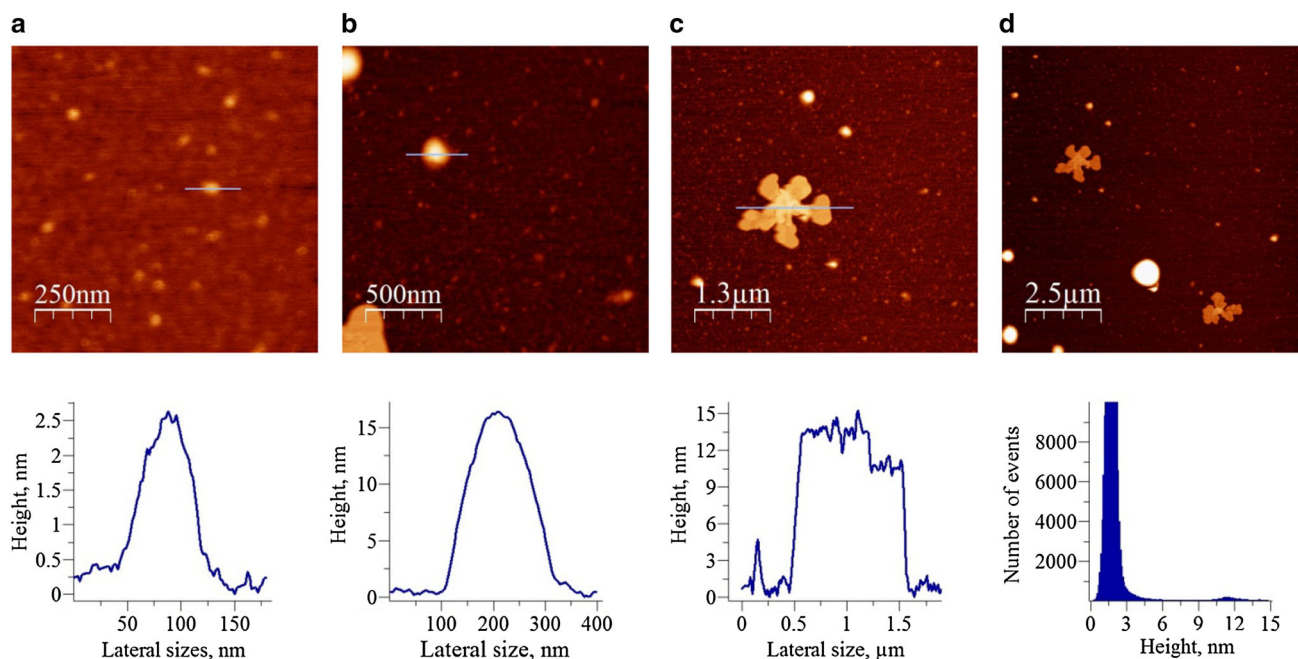 a b c d
250nm 500nm 1.3µm 2.5µm
2.5
2
1.5
1
0.5
0
Height, nm
50 100 150
Lateral sizes, nm
15
10
5
0
Height, nm
0 100 200 300 400
Lateral size, nm
15
12
9
6
3
0
Height, nm
0 0.5 1 1.5
Lateral size, µm
8000
6000
4000
2000
Number of events
0 3 6 9 12 15
Height, nm